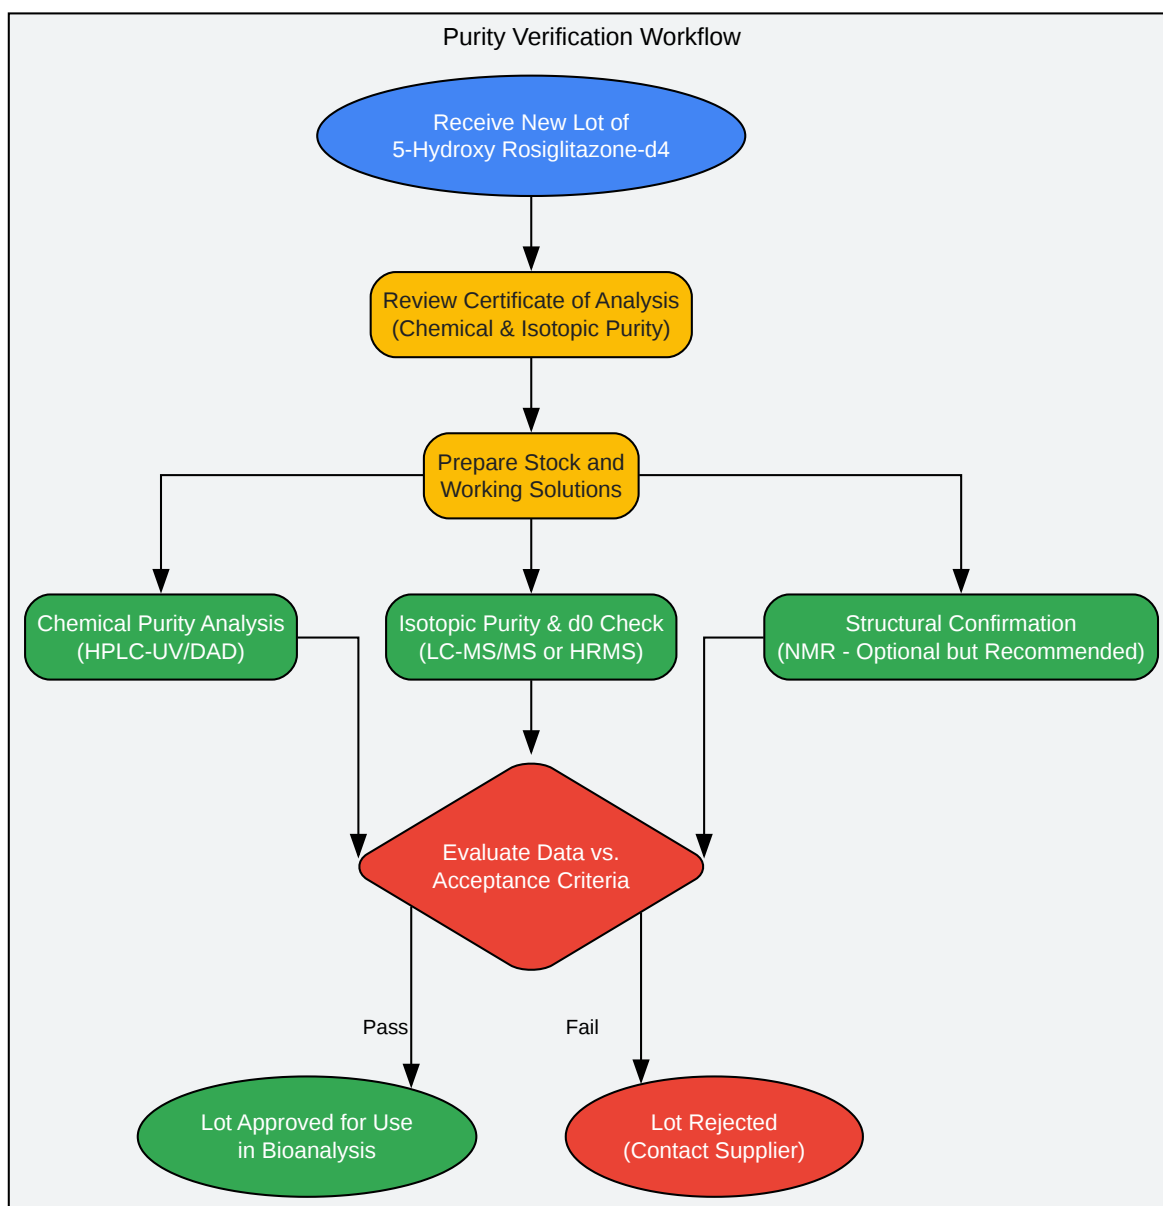 Purity Verification Workflow
Receive New Lot of
5-Hydroxy Rosiglitazone-d4
Review Certificate of Analysis
(Chemical & Isotopic Purity)
Prepare Stock and
Working Solutions
Chemical Purity Analysis
(HPLC-UV/DAD)
Isotopic Purity & d0 Check
(LC-MS/MS or HRMS)
Structural Confirmation
(NMR - Optional but Recommended)
Evaluate Data vs.
Acceptance Criteria
Pass
Fail
Lot Approved for Use
in Bioanalysis
Lot Rejected
(Contact Supplier)